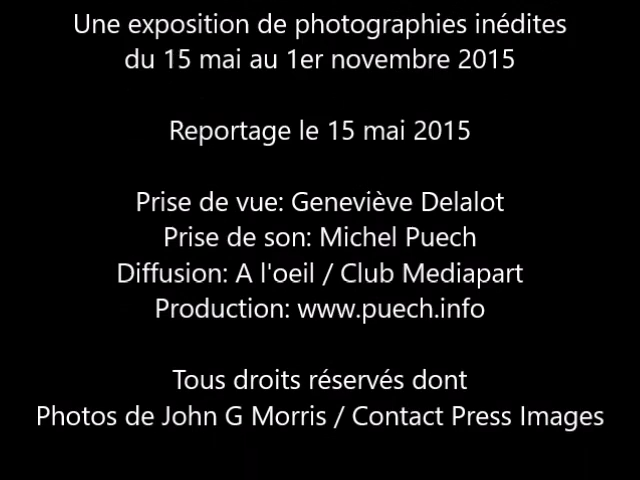 Une exposition de photographies inédites
du 15 mai au 1er novembre 2015
Reportage le 15 mai 2015
Prise de vue: Geneviève Delalot
Prise de son: Michel Puech
Diffusion: A l'oeil / Club Mediapart
Production: www.puech.info
Tous droits réservés dont
Photos de John G Morris / Contact Press Images